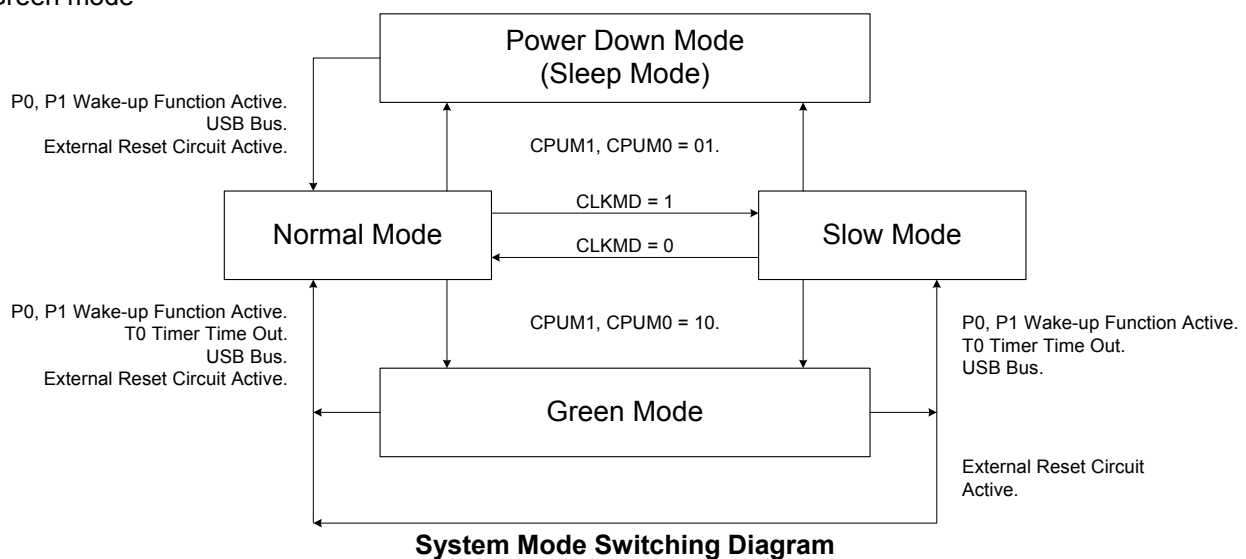 Green mode
Power Down Mode
(Sleep Mode)
P0, P1 Wake-up Function Active.
USB Bus.
External Reset Circuit Active.
CPUM1, CPUM0 = 01.
Normal Mode
CLKMD = 1
CLKMD = 0
Slow Mode
P0, P1 Wake-up Function Active.
T0 Timer Time Out.
USB Bus.
External Reset Circuit Active.
CPUM1, CPUM0 = 10.
P0, P1 Wake-up Function Active.
T0 Timer Time Out.
USB Bus.
Green Mode
External Reset Circuit
Active.
System Mode Switching Diagram